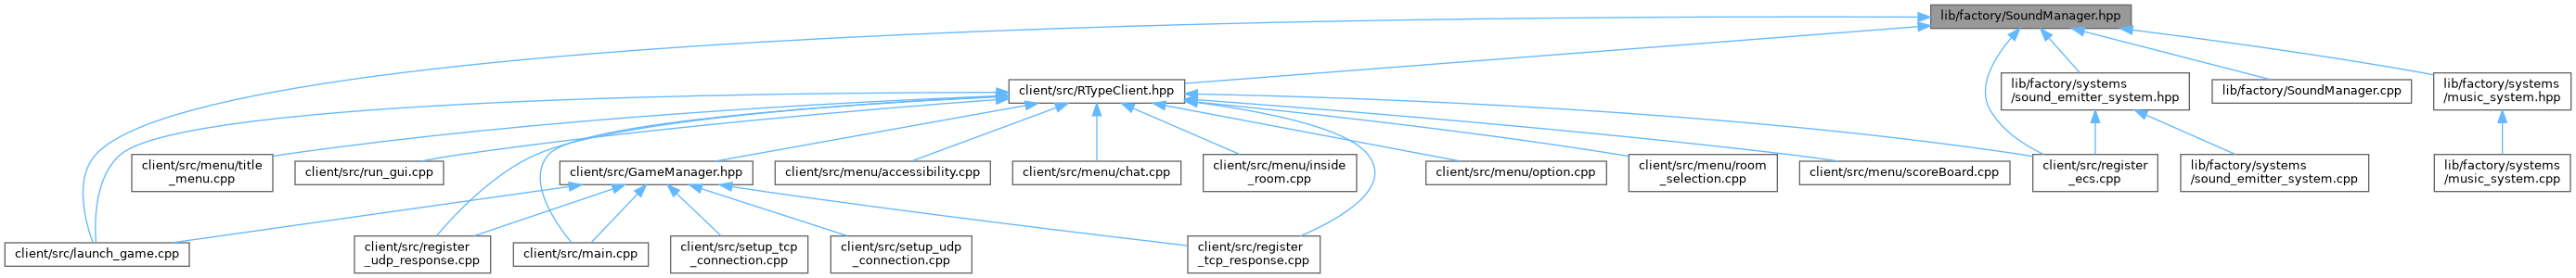 lib/factory/SoundManager.hpp
client/src/RTypeClient.hpp
lib/factory/systems
/sound_emitter_system.hpp
lib/factory/SoundManager.cpp
lib/factory/systems
/music_system.hpp
client/src/menu/title
_menu.cpp
client/src/run_gui.cpp
client/src/GameManager.hpp
client/src/menu/accessibility.cpp
client/src/menu/chat.cpp
client/src/menu/inside
_room.cpp
client/src/menu/option.cpp
client/src/menu/room
_selection.cpp
client/src/menu/scoreBoard.cpp
client/src/register
_ecs.cpp
lib/factory/systems
/sound_emitter_system.cpp
lib/factory/systems
/music_system.cpp
client/src/launch_game.cpp
client/src/register
_udp_response.cpp
client/src/main.cpp
client/src/setup_tcp
_connection.cpp
client/src/setup_udp
_connection.cpp
client/src/register
_tcp_response.cpp